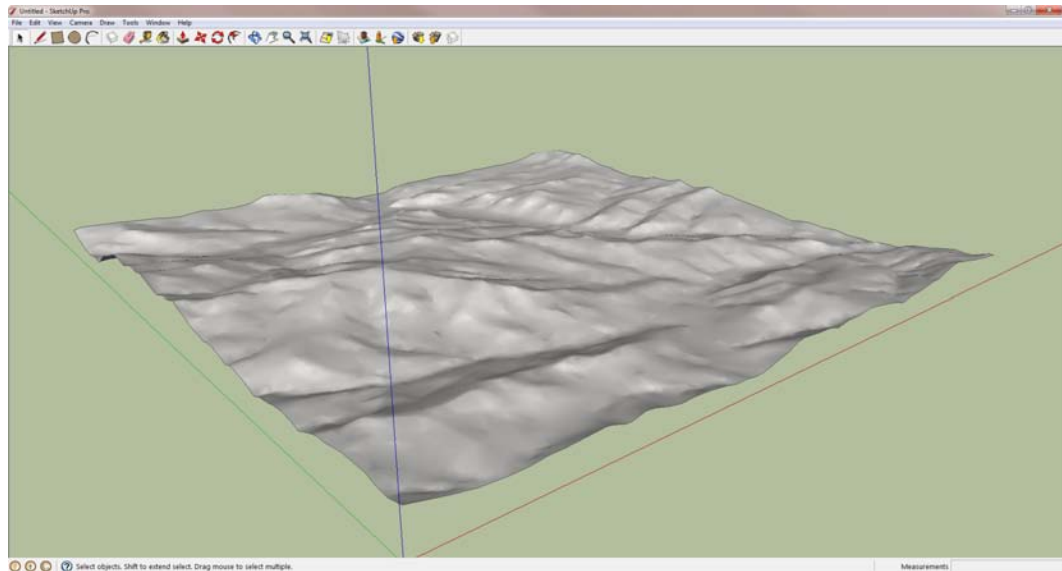 Untitled - SketchUp Pro
File Edit View Camera Draw Tools Window Help
Select objects. Shift to extend select. Drag mouse to select multiple.
Measurements